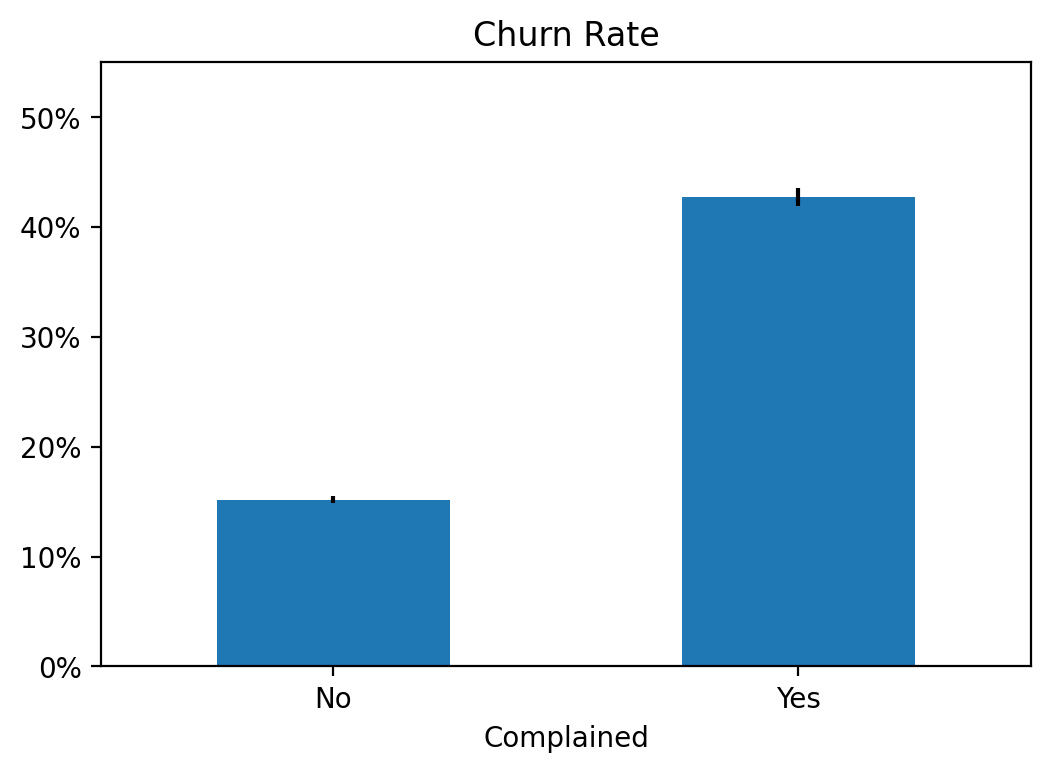 Churn Rate
50%
40%
30%
20%
10%
0%
No
Yes
Complained